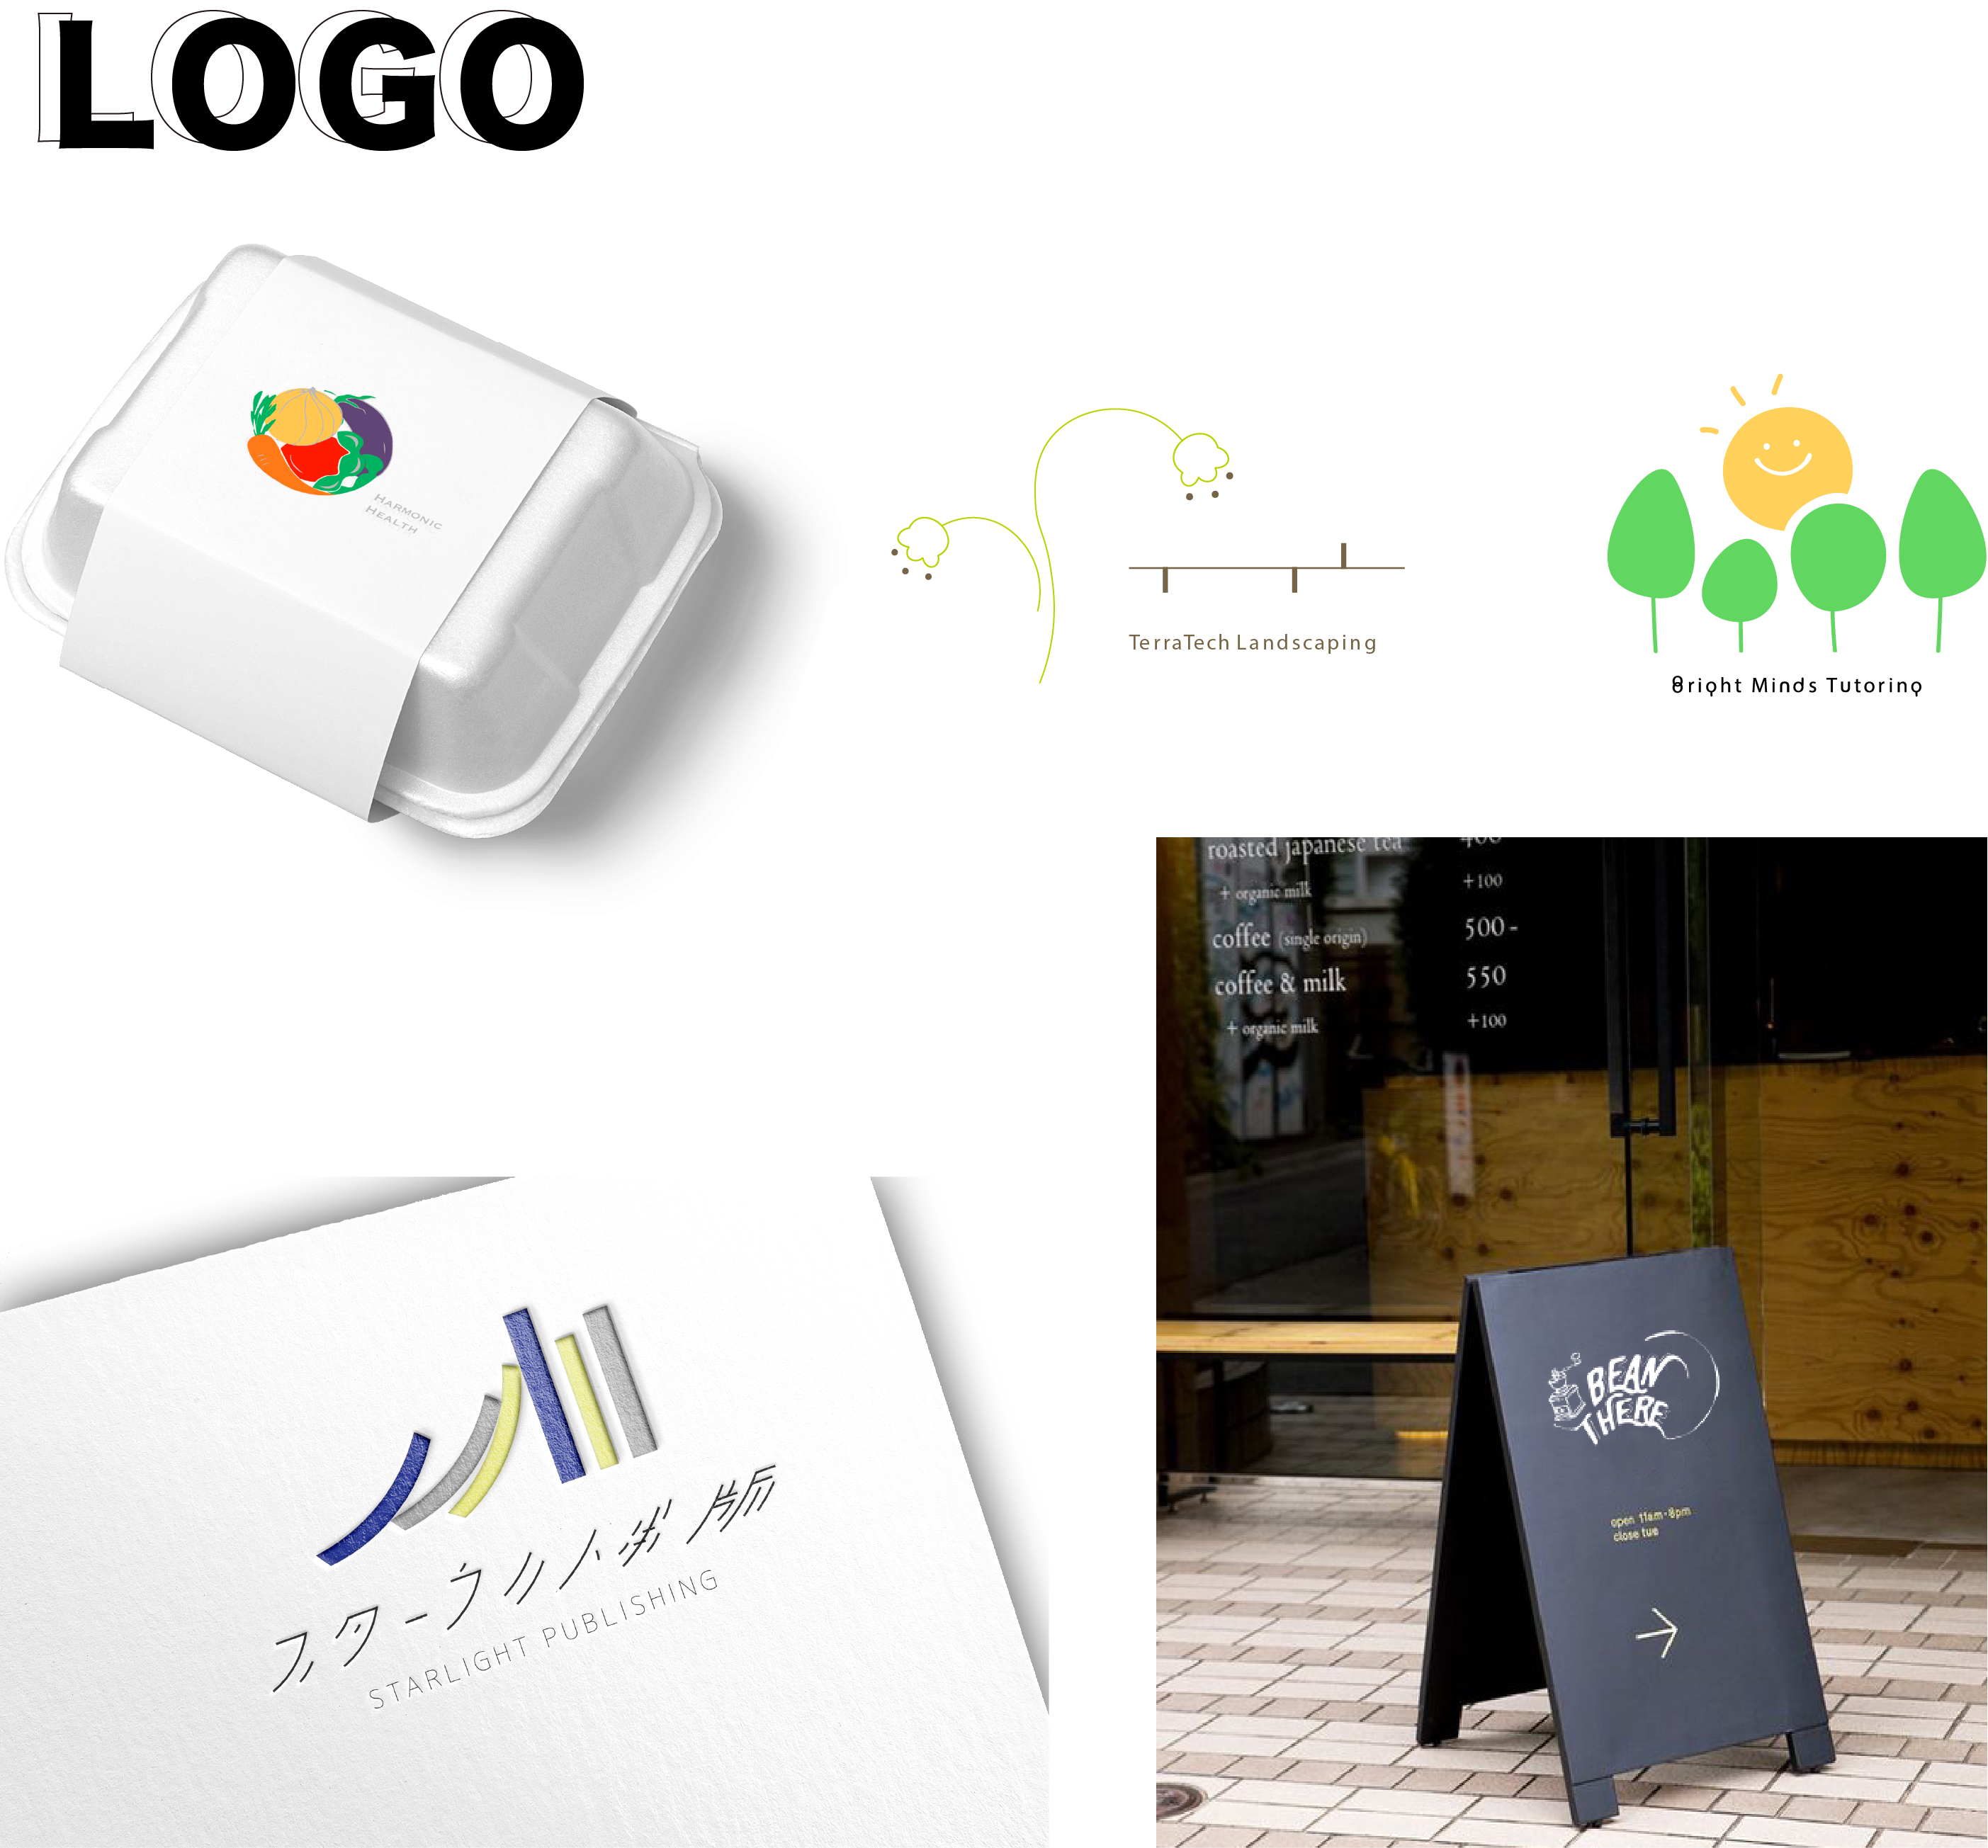 LOGO
HARMONIC
HEALTH
TerraTech Landscaping
Bright Minds Tutoring
roasted japanese tea 400
+ organic milk +100
coffee (single origin) 500-
coffee & milk 550
+ organic milk +100
BEAN
THERE
open 11am-8pm
close tue
スターライト出版
STARLIGHT PUBLISHING